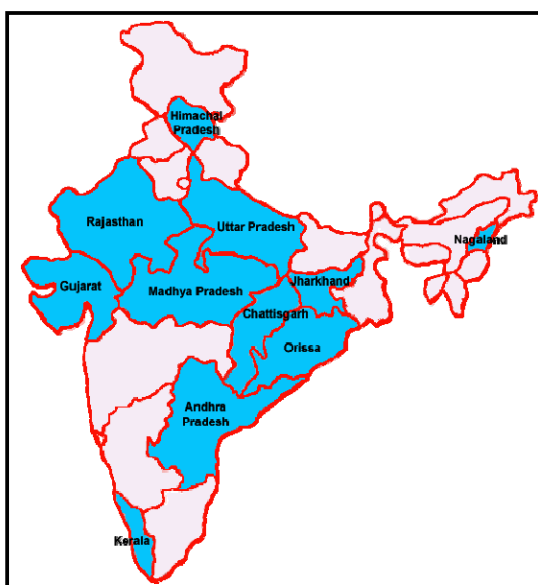 Himachal
Pradesh
Rajasthan
Uttar Pradesh
Nagaland
Gujarat
Madhya Pradesh
Jharkhand
Chattisgarh
Orissa
Andhra
Pradesh
Kerala